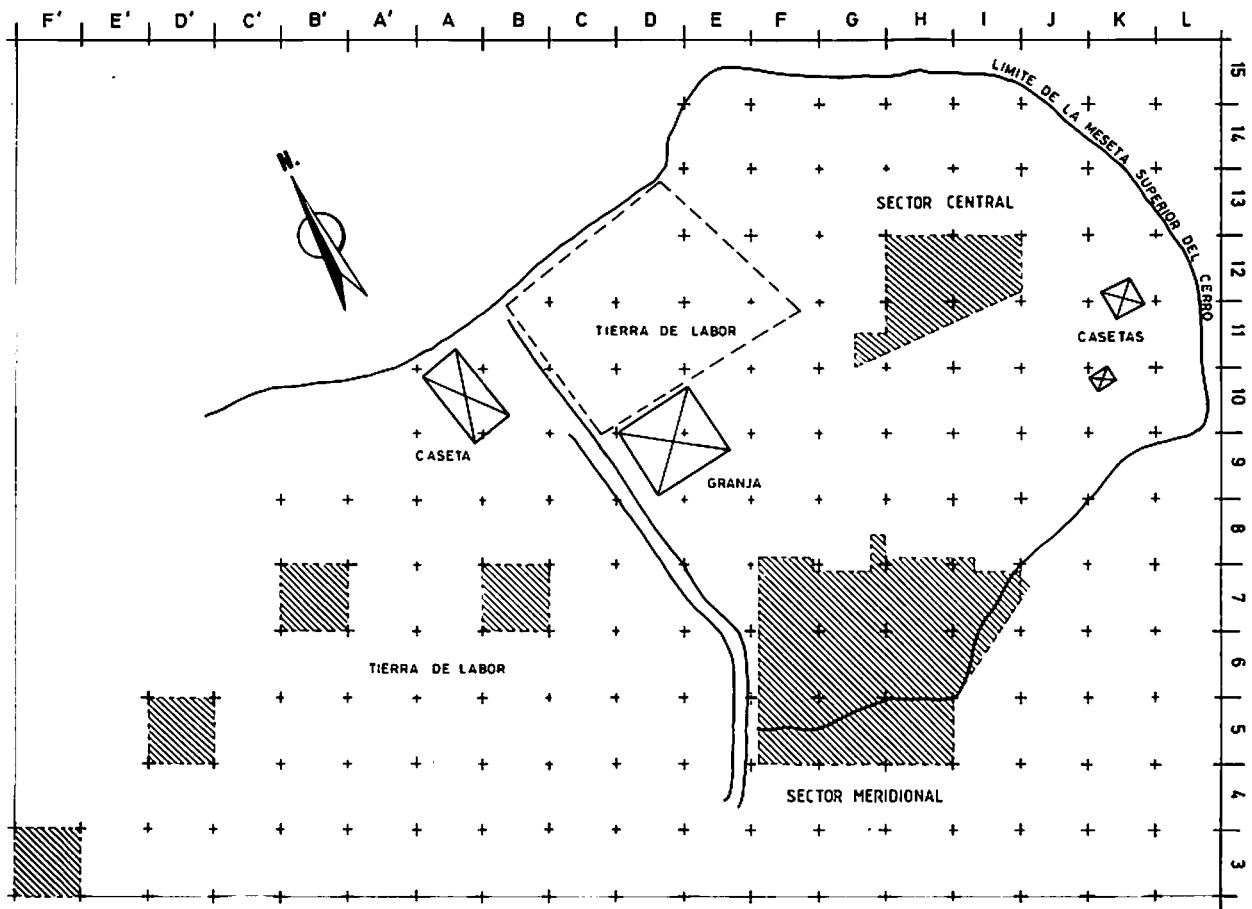 F' E' D' C' B' A' A B C D E F G H I J K L
15
LIMITE DE LA MESETA SUPERIOR DEL CERRO
14
N.
13
SECTOR CENTRAL
12
TIERRA DE LABOR
CASETAS
11
10
CASETA
9
GRANJA
8
7
TIERRA DE LABOR
6
5
SECTOR MERIDIONAL
4
3